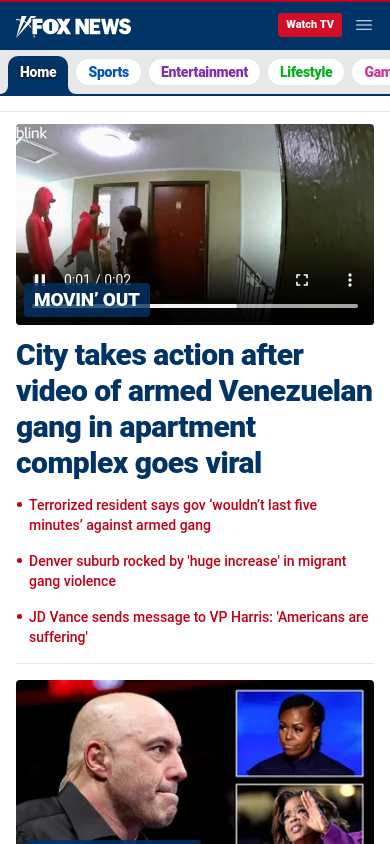 FOX NEWS
Watch TV
Home
Sports
Entertainment
Lifestyle
Gam
blink
0:01 / 0:02
MOVIN’ OUT
City takes action after
video of armed Venezuelan
gang in apartment
complex goes viral
• Terrorized resident says gov ‘wouldn’t last five
minutes’ against armed gang
• Denver suburb rocked by 'huge increase' in migrant
gang violence
• JD Vance sends message to VP Harris: 'Americans are
suffering'